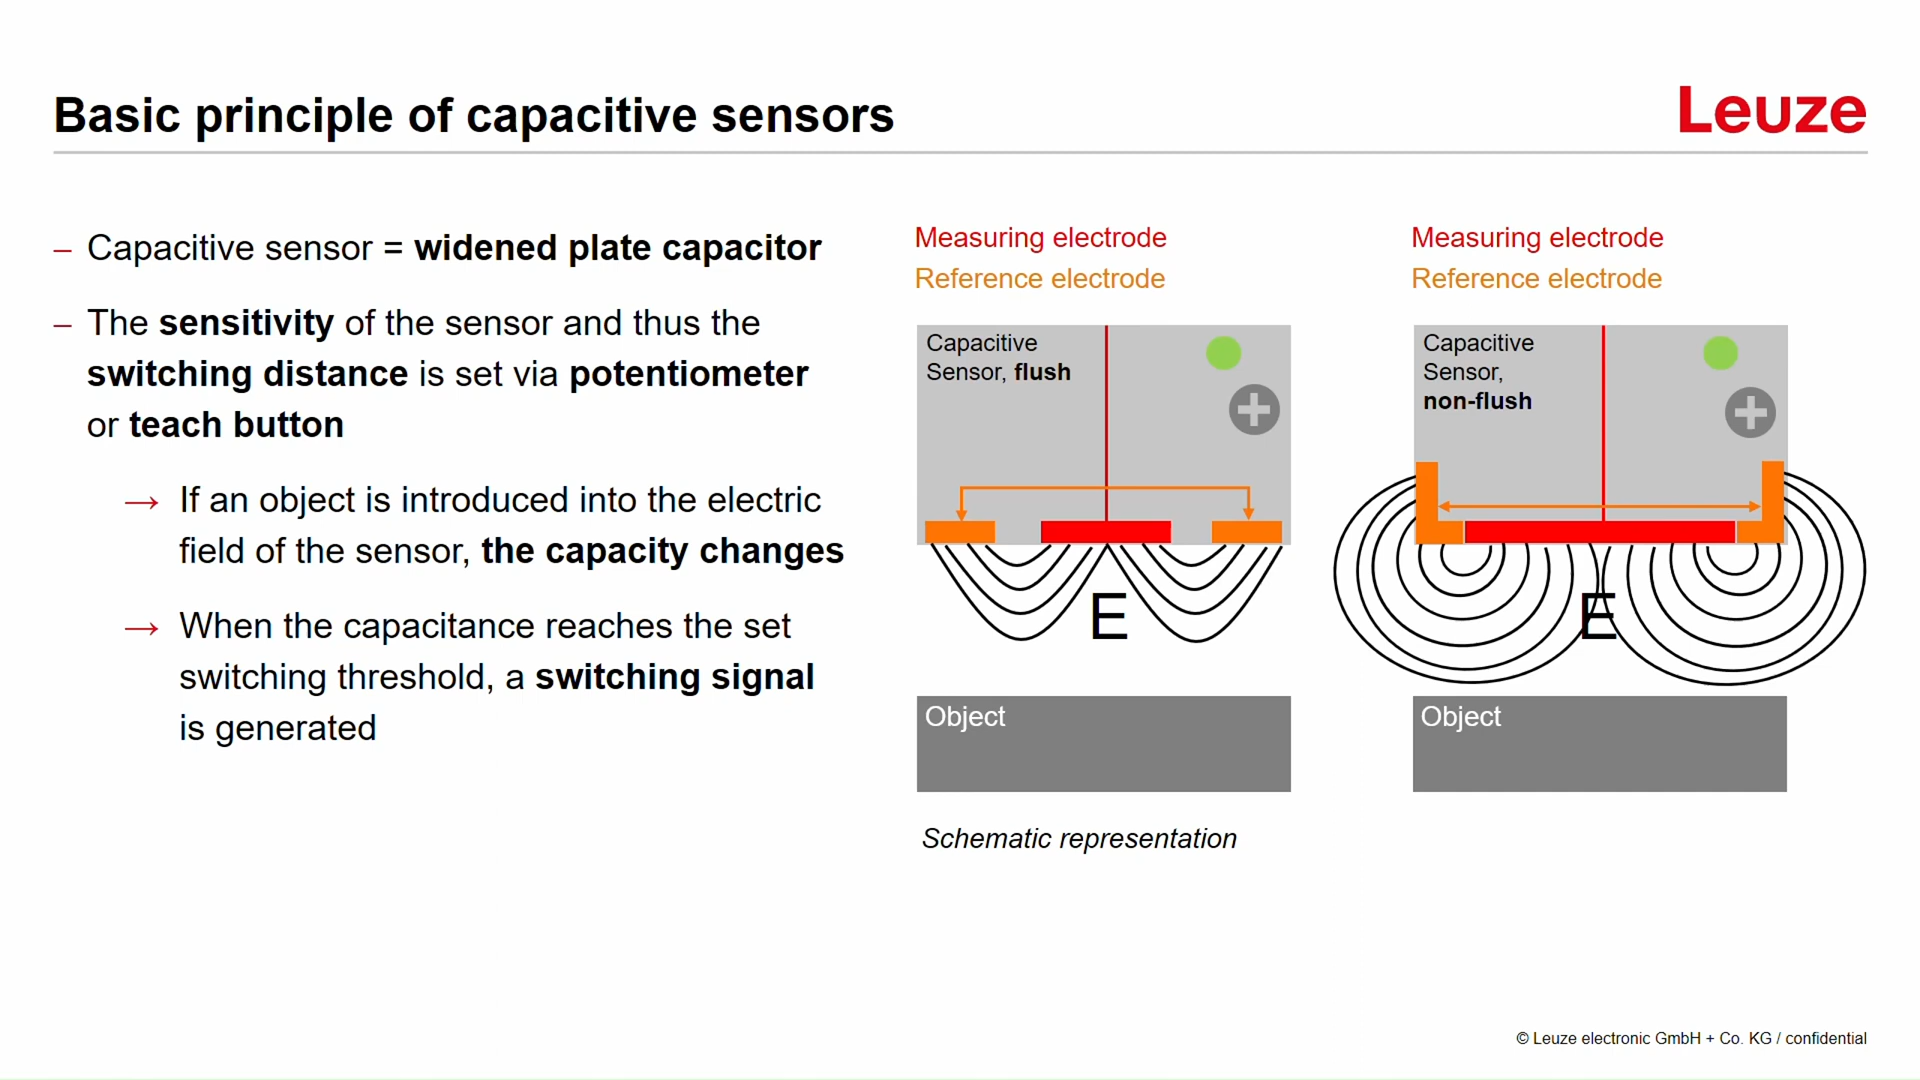 Basic principle of capacitive sensors
Leuze
– Capacitive sensor = widened plate capacitor
– The sensitivity of the sensor and thus the
switching distance is set via potentiometer
or teach button
→ If an object is introduced into the electric
field of the sensor, the capacity changes
→ When the capacitance reaches the set
switching threshold, a switching signal
is generated
Measuring electrode
Reference electrode
Capacitive
Sensor, flush
E
Object
Schematic representation
Measuring electrode
Reference electrode
Capacitive
Sensor,
non-flush
E
Object
© Leuze electronic GmbH + Co. KG / confidential